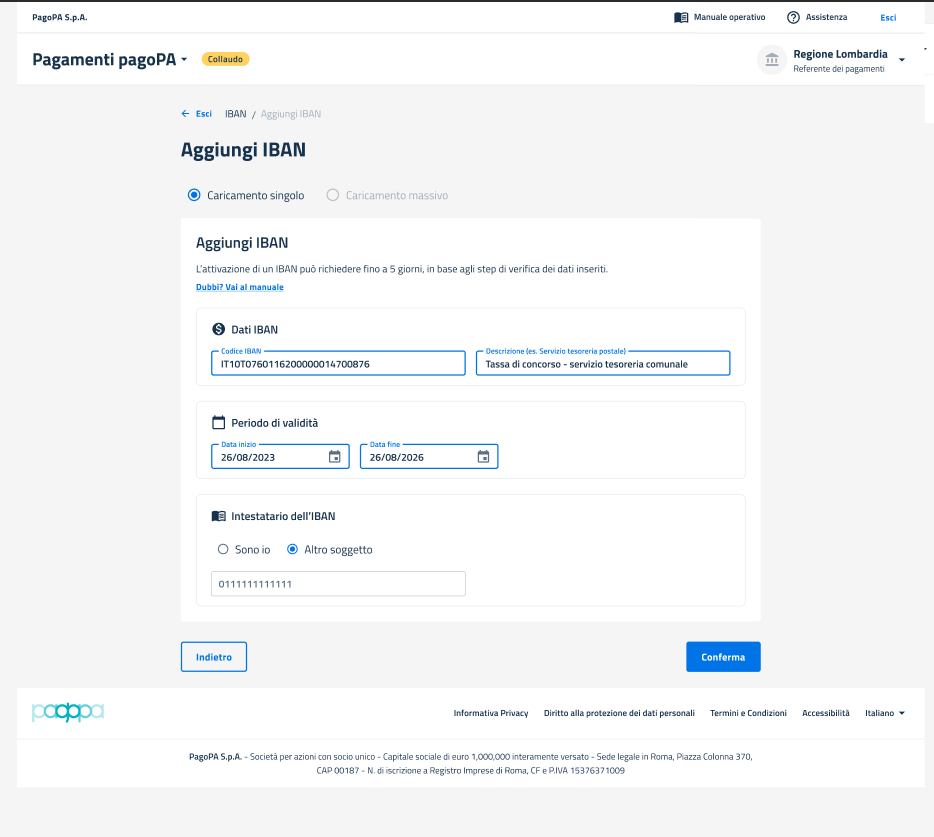 PagoPA S.p.A.
Manuale operativo
Assistenza
Esci
Pagamenti pagoPA
Collaudo
Regione Lombardia
Referente dei pagamenti
Esci
IBAN / Aggiungi IBAN
Aggiungi IBAN
Caricamento singolo
Caricamento massivo
Aggiungi IBAN
L'attivazione di un IBAN può richiedere fino a 5 giorni, in base agli step di verifica dei dati inseriti.
Dubbi? Vai al manuale
Dati IBAN
Codice IBAN
IT10T0760116200000014700876
Descrizione (es. Servizio tesoreria postale)
Tassa di concorso - servizio tesoreria comunale
Periodo di validità
Data inizio
26/08/2023
Data fine
26/08/2026
Intestatario dell'IBAN
Sono io
Altro soggetto
0111111111111
Indietro
Conferma
pagopa
Informativa Privacy
Diritto alla protezione dei dati personali
Termini e Condizioni
Accessibilità
Italiano
PagoPA S.p.A. - Società per azioni con socio unico - Capitale sociale di euro 1,000,000 interamente versato - Sede legale in Roma, Piazza Colonna 370,
CAP 00187 - N. di iscrizione a Registro Imprese di Roma, CF e P.IVA 15376371009